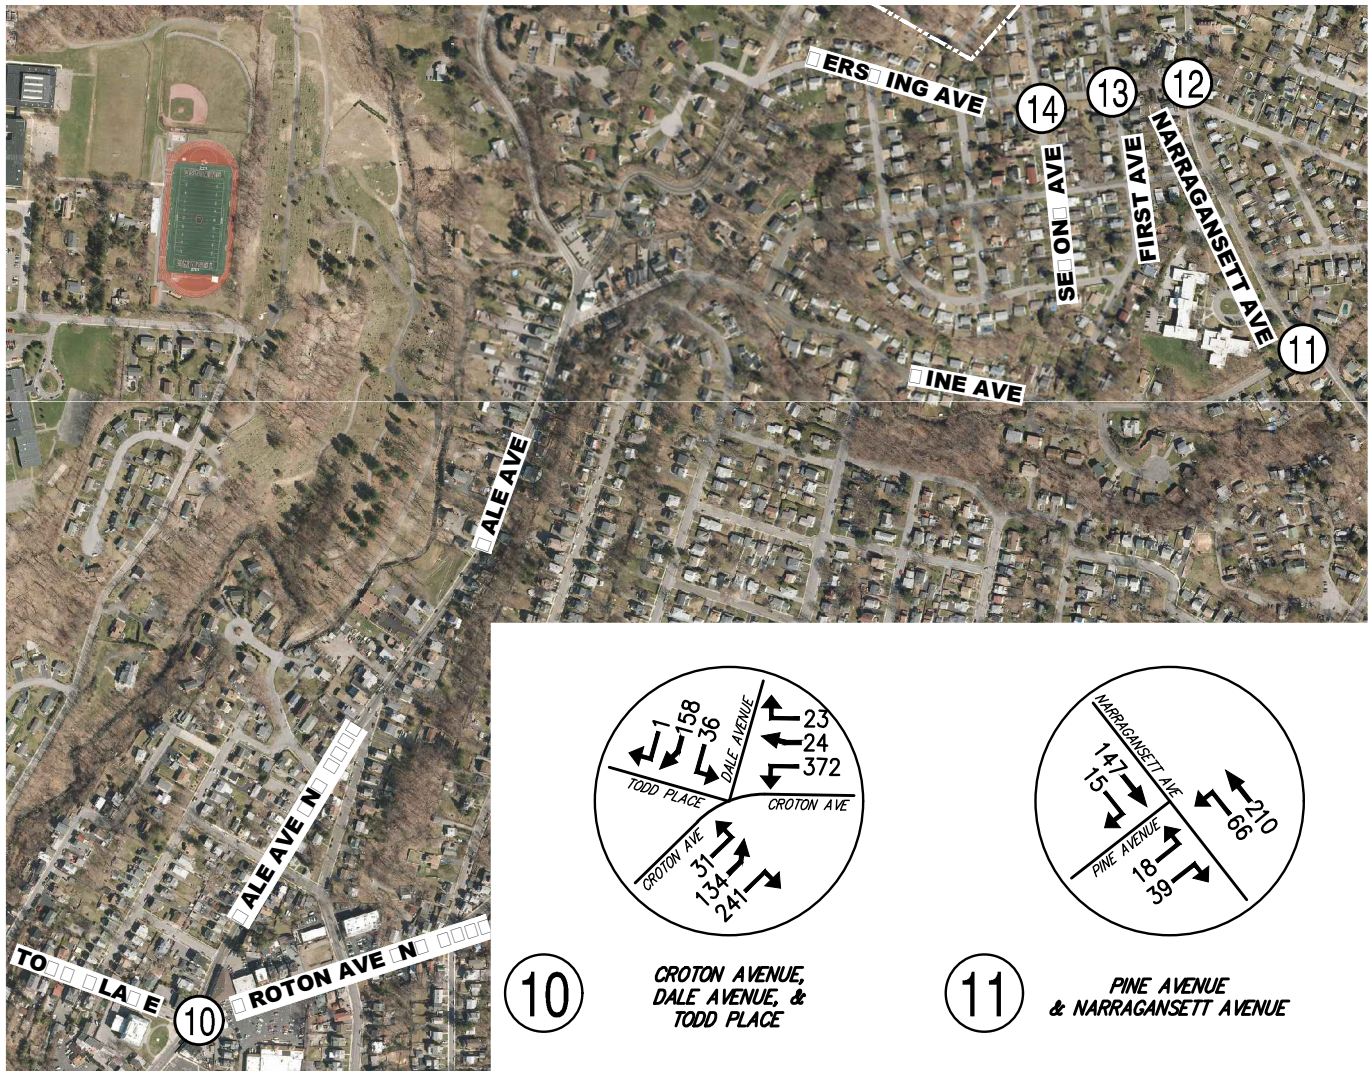 □ERS□ING AVE
14
13
12
SE□ON□ AVE
FIRST AVE
NARRAGANSETT AVE
11
□INE AVE
□ALE AVE
□ALE AVE N□ □□□□
TO□□ □LA□E
10
□ROTON AVE N□ □□□□
1
158
36
DALE AVENUE
23
24
372
TODD PLACE
CROTON AVE
CROTON AVE
31
134
241
NARRAGANSETT AVE
147
15
210
66
PINE AVENUE
18
39
10
CROTON AVENUE,
DALE AVENUE, &
TODD PLACE
11
PINE AVENUE
& NARRAGANSETT AVENUE